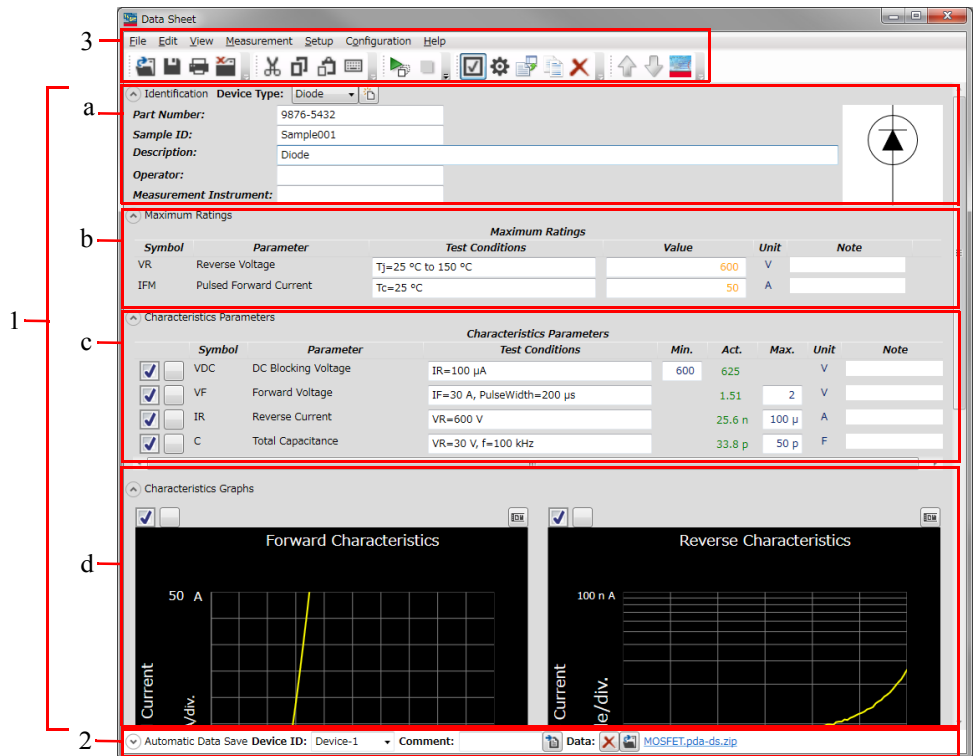 Data Sheet
3
File Edit View Measurement Setup Configuration Help
1
a
Identification Device Type: Diode
Part Number: 9876-5432
Sample ID: Sample001
Description: Diode
Operator:
Measurement Instrument:
b
Maximum Ratings
Maximum Ratings
Symbol Parameter Test Conditions Value Unit Note
VR Reverse Voltage Tj=25 ºC to 150 ºC 600 V
IFM Pulsed Forward Current Tc=25 ºC 50 A
c
Characteristics Parameters
Characteristics Parameters
Symbol Parameter Test Conditions Min. Act. Max. Unit Note
VDC DC Blocking Voltage IR=100 µA 600 625 V
VF Forward Voltage IF=30 A, PulseWidth=200 µs 1.51 2 V
IR Reverse Current VR=600 V 25.6 n 100 µ A
C Total Capacitance VR=30 V, f=100 kHz 33.8 p 50 p F
d
Characteristics Graphs
Forward Characteristics
50 A
Current
/div.
Reverse Characteristics
100 n A
Current
/div.
2
Automatic Data Save Device ID: Device-1 Comment: Data: MOSFET.pda-ds.zip